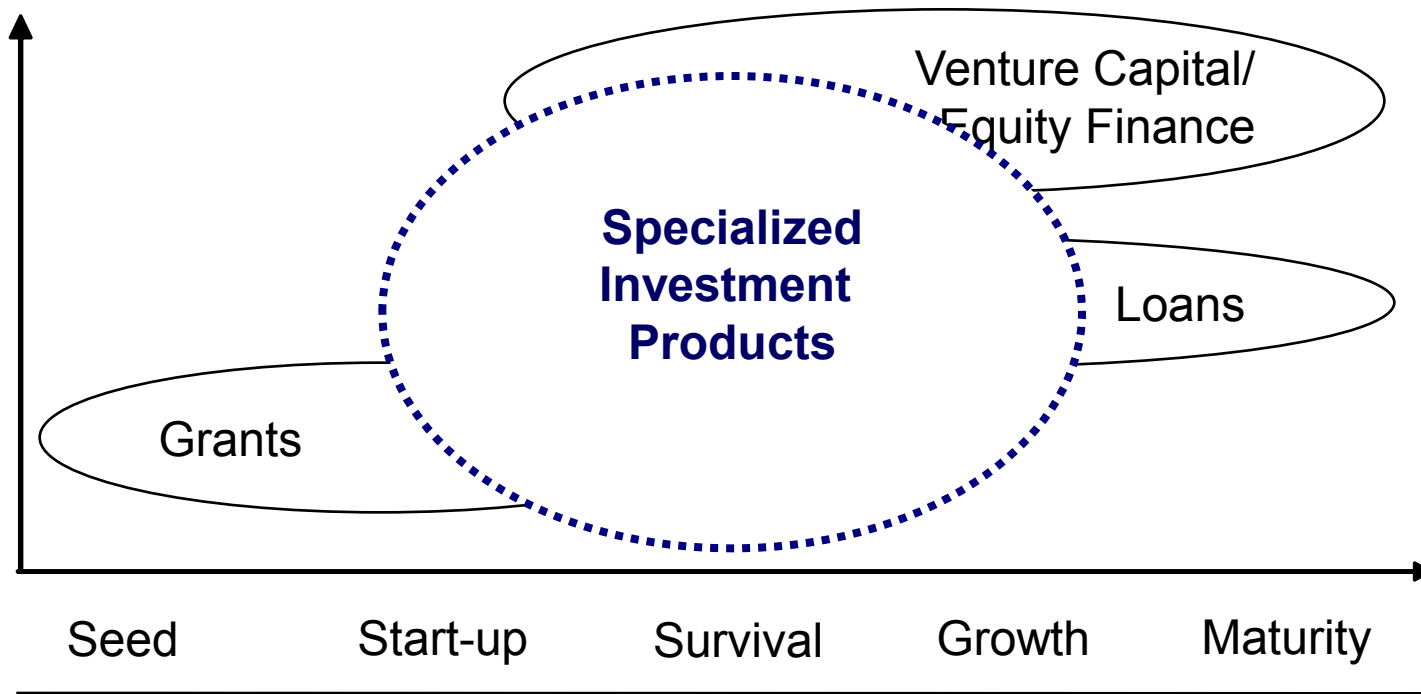 Venture Capital/
Equity Finance
Specialized
Investment
Products
Loans
Grants
Seed
Start-up
Survival
Growth
Maturity